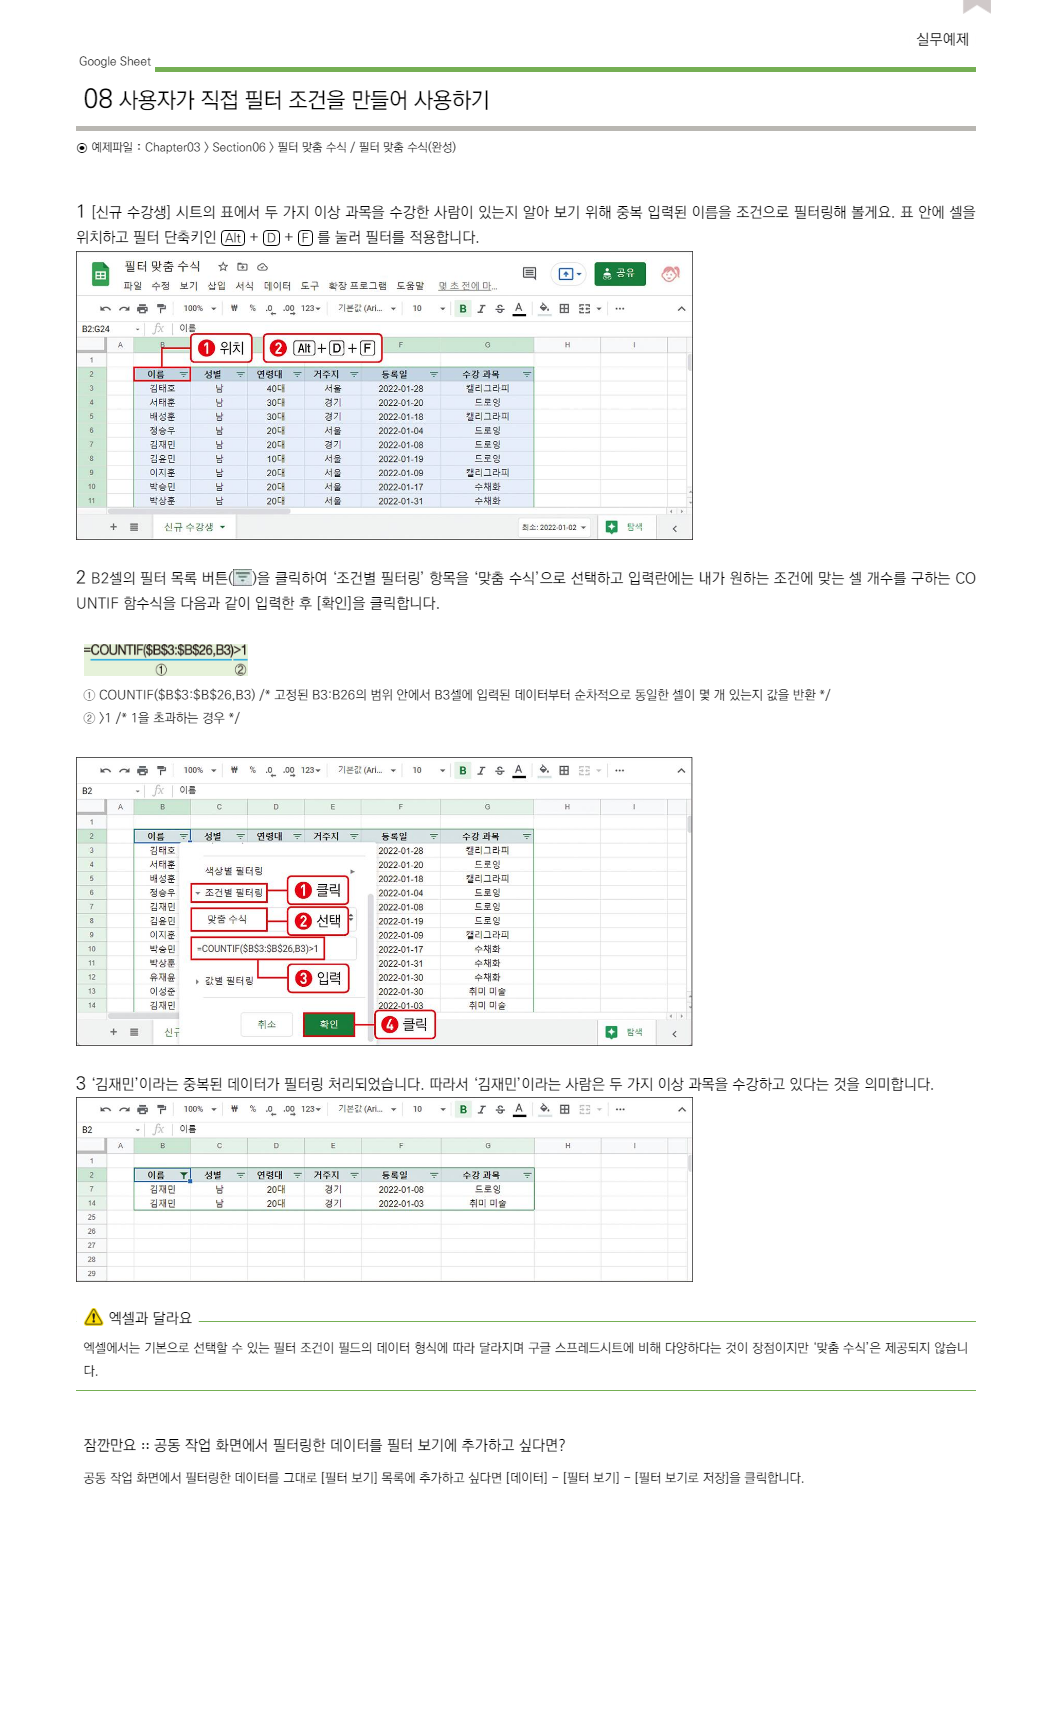 실무예제
Google Sheet
08 사용자가 직접 필터 조건을 만들어 사용하기
예제파일 : Chapter03 > Section06 > 필터 맞춤 수식 / 필터 맞춤 수식(완성)
1 [신규 수강생] 시트의 표에서 두 가지 이상 과목을 수강한 사람이 있는지 알아 보기 위해 중복 입력된 이름을 조건으로 필터링해 볼게요. 표 안에 셀을
위치하고 필터 단축키인 Alt + D + F 를 눌러 필터를 적용합니다.
필터 맞춤 수식
파일 수정 보기 삽입 서식 데이터 도구 확장 프로그램 도움말 몇 초 전에 마...
공유
100% ₩ % .0 .00 123 기본값 (Ari... 10 B I S A ...
B2:G24 fx 이름
A B F G H I
❶ 위치 ❷ Alt+D+F
1
2 이름 성별 연령대 거주지 등록일 수강 과목
3 김태호 남 40대 서울 2022-01-28 캘리그라피
4 서태훈 남 30대 경기 2022-01-20 드로잉
5 배성훈 남 30대 경기 2022-01-18 캘리그라피
6 정승우 남 20대 서울 2022-01-04 드로잉
7 김재민 남 20대 경기 2022-01-08 드로잉
8 김윤민 남 10대 서울 2022-01-19 드로잉
9 이지훈 남 20대 서울 2022-01-09 캘리그라피
10 박승민 남 20대 서울 2022-01-17 수채화
11 박상훈 남 20대 서울 2022-01-31 수채화
+ 신규 수강생 최소: 2022-01-02 탐색
2 B2셀의 필터 목록 버튼( )을 클릭하여 '조건별 필터링' 항목을 '맞춤 수식'으로 선택하고 입력란에는 내가 원하는 조건에 맞는 셀 개수를 구하는 CO
UNTIF 함수식을 다음과 같이 입력한 후 [확인]을 클릭합니다.
=COUNTIF($B$3:$B$26,B3)>1
① ②
① COUNTIF($B$3:$B$26,B3) /* 고정된 B3:B26의 범위 안에서 B3셀에 입력된 데이터부터 순차적으로 동일한 셀이 몇 개 있는지 값을 반환 */
② >1 /* 1을 초과하는 경우 */
100% ₩ % .0 .00 123 기본값 (Ari... 10 B I S A ...
B2 fx 이름
A B C D E F G H I
1
2 이름 성별 연령대 거주지 등록일 수강 과목
3 김태호 2022-01-28 캘리그라피
4 서태훈 색상별 필터링 2022-01-20 드로잉
5 배성훈 2022-01-18 캘리그라피
6 정승우 조건별 필터링 ❶ 클릭 2022-01-04 드로잉
7 김재민 2022-01-08 드로잉
8 김윤민 맞춤 수식 ❷ 선택 2022-01-19 드로잉
9 이지훈 2022-01-09 캘리그라피
10 박승민 =COUNTIF($B$3:$B$26,B3)>1 2022-01-17 수채화
11 박상훈 2022-01-31 수채화
12 유재윤 값별 필터링 ❸ 입력 2022-01-30 수채화
13 이성준 2022-01-30 취미 미술
14 김재민 2022-01-03 취미 미술
+ 신규 취소 확인 ❹ 클릭 탐색
3 '김재민'이라는 중복된 데이터가 필터링 처리되었습니다. 따라서 '김재민'이라는 사람은 두 가지 이상 과목을 수강하고 있다는 것을 의미합니다.
100% ₩ % .0 .00 123 기본값 (Ari... 10 B I S A ...
B2 fx 이름
A B C D E F G H I
1
2 이름 성별 연령대 거주지 등록일 수강 과목
7 김재민 남 20대 경기 2022-01-08 드로잉
14 김재민 남 20대 경기 2022-01-03 취미 미술
25
26
27
28
29
엑셀과 달라요
엑셀에서는 기본으로 선택할 수 있는 필터 조건이 필드의 데이터 형식에 따라 달라지며 구글 스프레드시트에 비해 다양하다는 것이 장점이지만 '맞춤 수식'은 제공되지 않습니
다.
잠깐만요 :: 공동 작업 화면에서 필터링한 데이터를 필터 보기에 추가하고 싶다면?
공동 작업 화면에서 필터링한 데이터를 그대로 [필터 보기] 목록에 추가하고 싶다면 [데이터] - [필터 보기] - [필터 보기로 저장]을 클릭합니다.